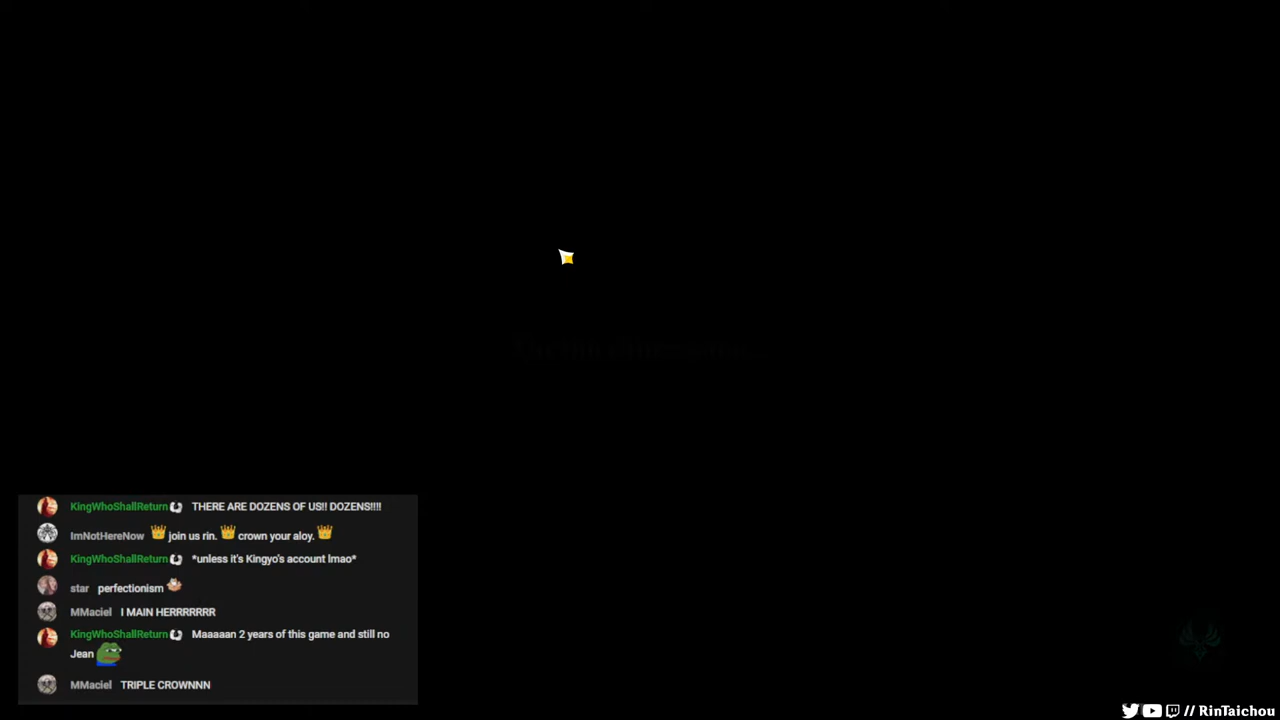 KingWhoShallReturn THERE ARE DOZENS OF US!! DOZENS!!!!
ImNotHereNow join us rin. crown your aloy.
KingWhoShallReturn *unless it's Kingyo's account lmao*
star perfectionism
MMaciel I MAIN HERRRRRRR
KingWhoShallReturn Maaaaan 2 years of this game and still no
Jean
MMaciel TRIPLE CROWNNN
// RinTaichou